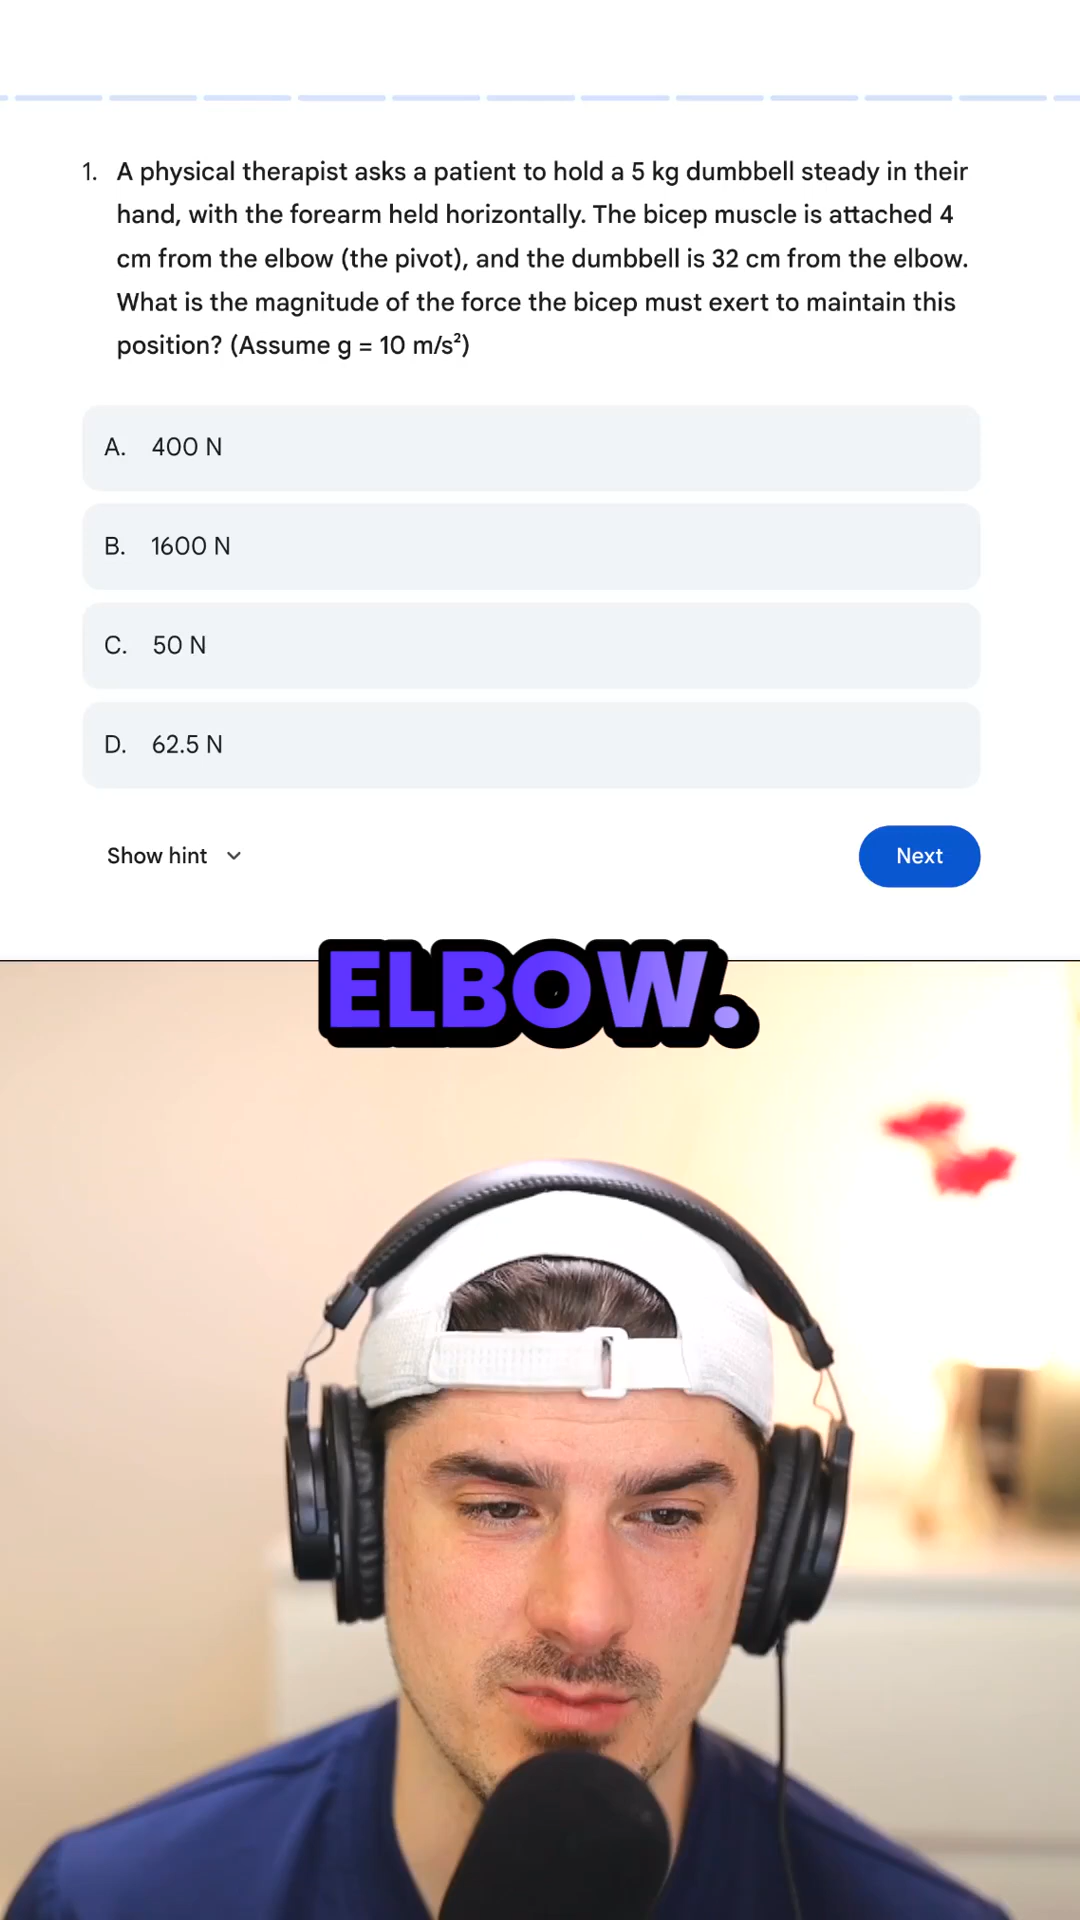 1. A physical therapist asks a patient to hold a 5 kg dumbbell steady in their
hand, with the forearm held horizontally. The bicep muscle is attached 4
cm from the elbow (the pivot), and the dumbbell is 32 cm from the elbow.
What is the magnitude of the force the bicep must exert to maintain this
position? (Assume g = 10 m/s²)
A. 400 N
B. 1600 N
C. 50 N
D. 62.5 N
Show hint
Next
ELBOW.